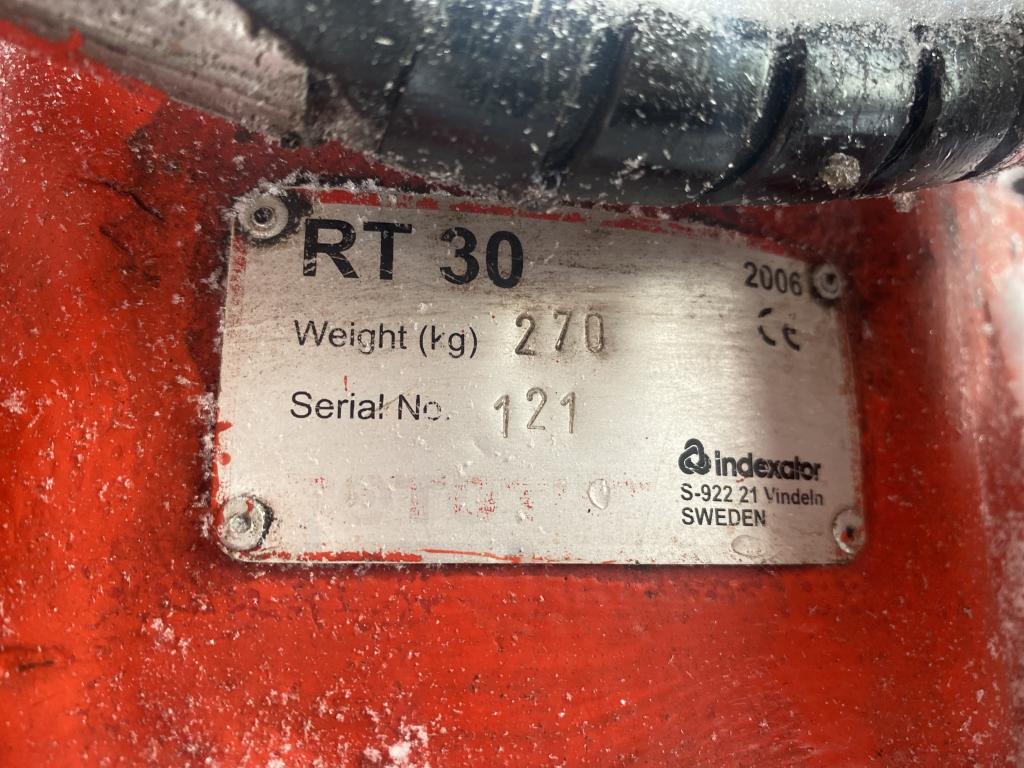 RT 30
2006
Weight (kg) 270
CE
Serial No. 121
indexator
S-922 21 Vindeln
SWEDEN